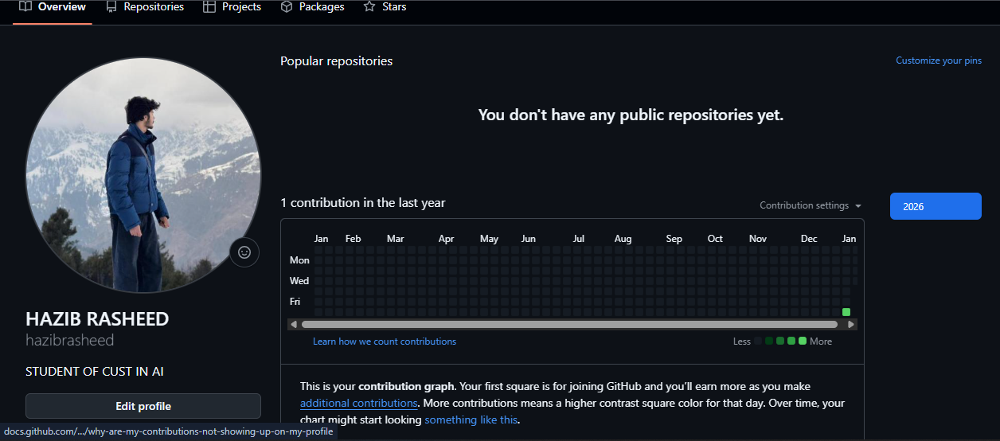 Overview Repositories Projects Packages Stars
Popular repositories
Customize your pins
You don't have any public repositories yet.
1 contribution in the last year
Contribution settings
2026
Jan Feb Mar Apr May Jun Jul Aug Sep Oct Nov Dec Jan
Mon
Wed
Fri
Learn how we count contributions
Less More
This is your contribution graph. Your first square is for joining GitHub and you'll earn more as you make
additional contributions. More contributions means a higher contrast square color for that day. Over time, your
chart might start looking something like this.
HAZIB RASHEED
hazibrasheed
STUDENT OF CUST IN AI
Edit profile
docs.github.com/.../why-are-my-contributions-not-showing-up-on-my-profile